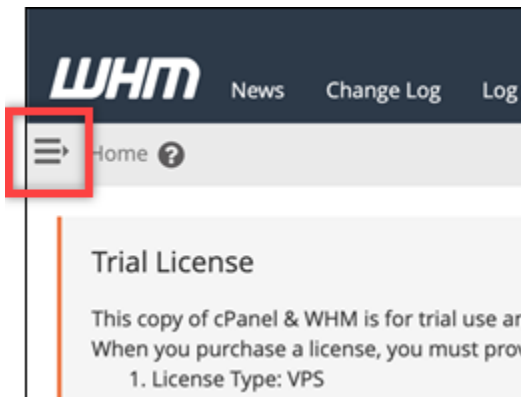 WHM News Change Log Log
Home ?
Trial License
This copy of cPanel & WHM is for trial use
When you purchase a license, you must
1. License Type: VPS